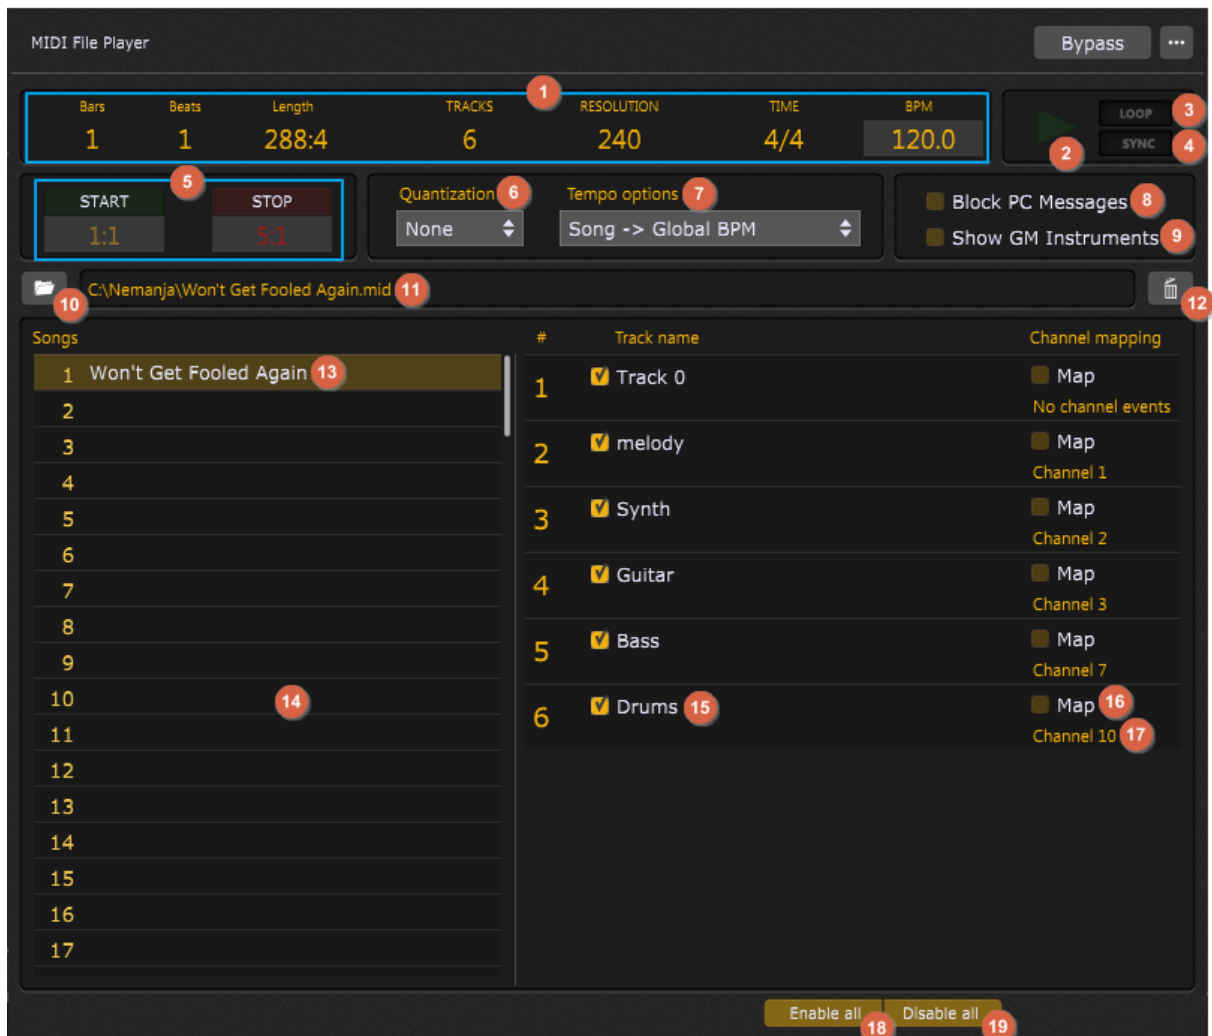 MIDI File Player
Bypass ...
1
Bars Beats Length TRACKS RESOLUTION TIME BPM
1 1 288:4 6 240 4/4 120.0
LOOP 3
2 SYNC 4
5
START STOP
1:1 5:1
Quantization 6 Tempo options 7
None Song -> Global BPM
Block PC Messages 8
Show GM Instruments 9
10 C:\Nemanja\Won't Get Fooled Again.mid 11 12
Songs
1 Won't Get Fooled Again 13
2
3
4
5
6
7
8
9
10 14
11
12
13
14
15
16
17
# Track name Channel mapping
1 Track 0 Map
No channel events
2 melody Map
Channel 1
3 Synth Map
Channel 2
4 Guitar Map
Channel 3
5 Bass Map
Channel 7
6 Drums 15 Map 16
Channel 10 17
Enable all 18 Disable all 19